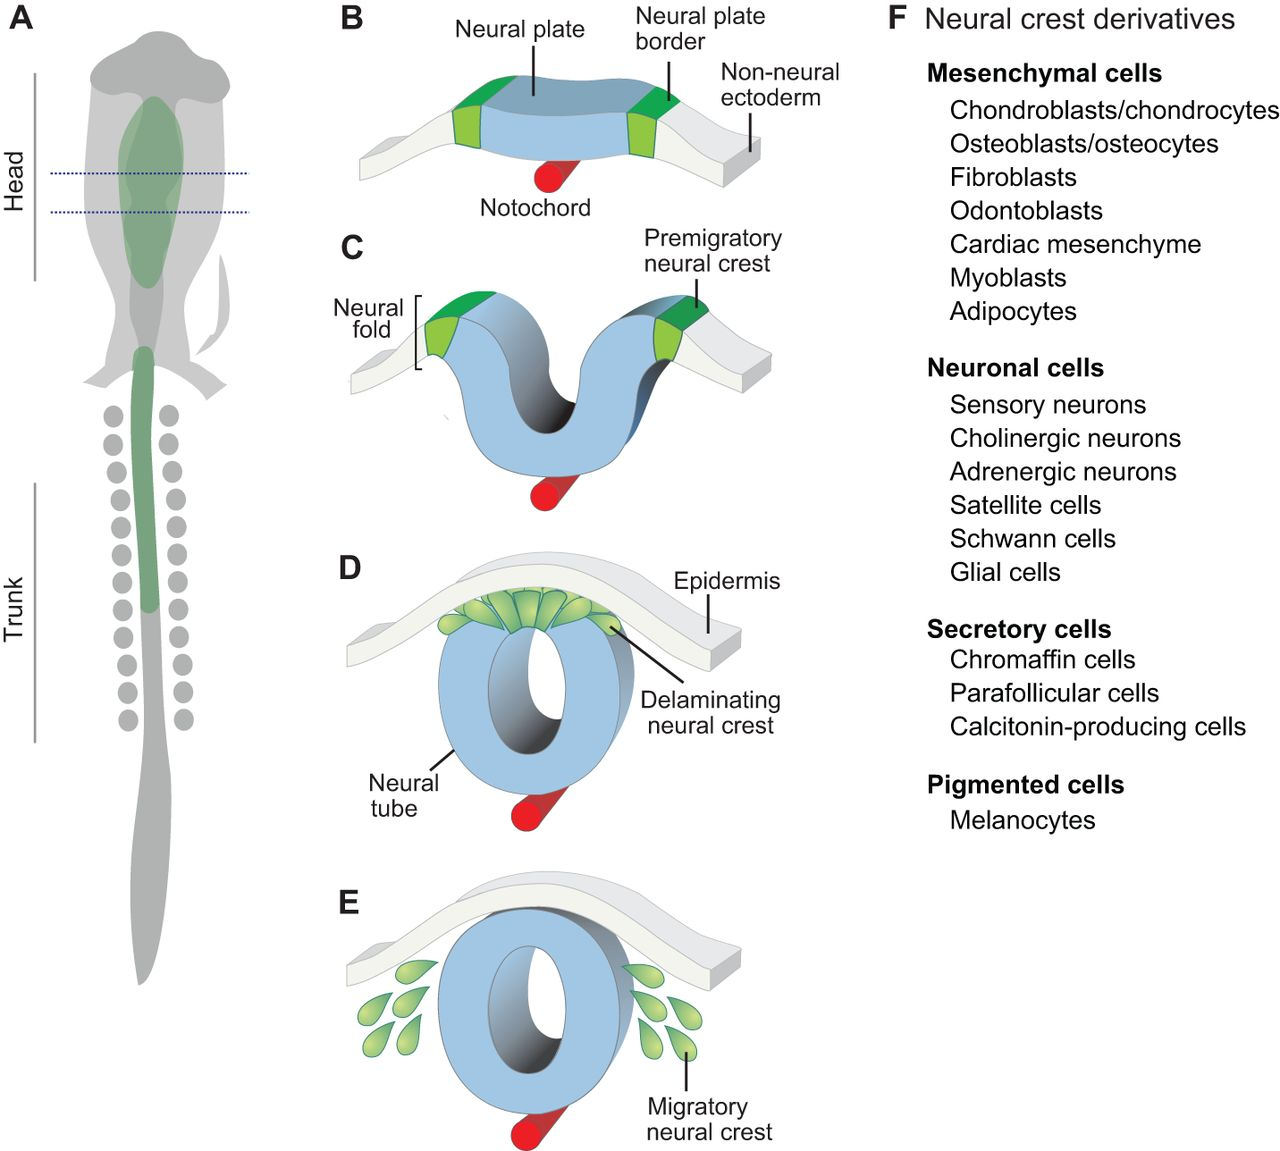 A
Head
Trunk
B
Neural plate
Neural plate
border
Non-neural
ectoderm
Notochord
C
Premigratory
neural crest
Neural
fold
D
Epidermis
Delaminating
neural crest
Neural
tube
E
Migratory
neural crest
F Neural crest derivatives
Mesenchymal cells
Chondroblasts/chondrocytes
Osteoblasts/osteocytes
Fibroblasts
Odontoblasts
Cardiac mesenchyme
Myoblasts
Adipocytes
Neuronal cells
Sensory neurons
Cholinergic neurons
Adrenergic neurons
Satellite cells
Schwann cells
Glial cells
Secretory cells
Chromaffin cells
Parafollicular cells
Calcitonin-producing cells
Pigmented cells
Melanocytes